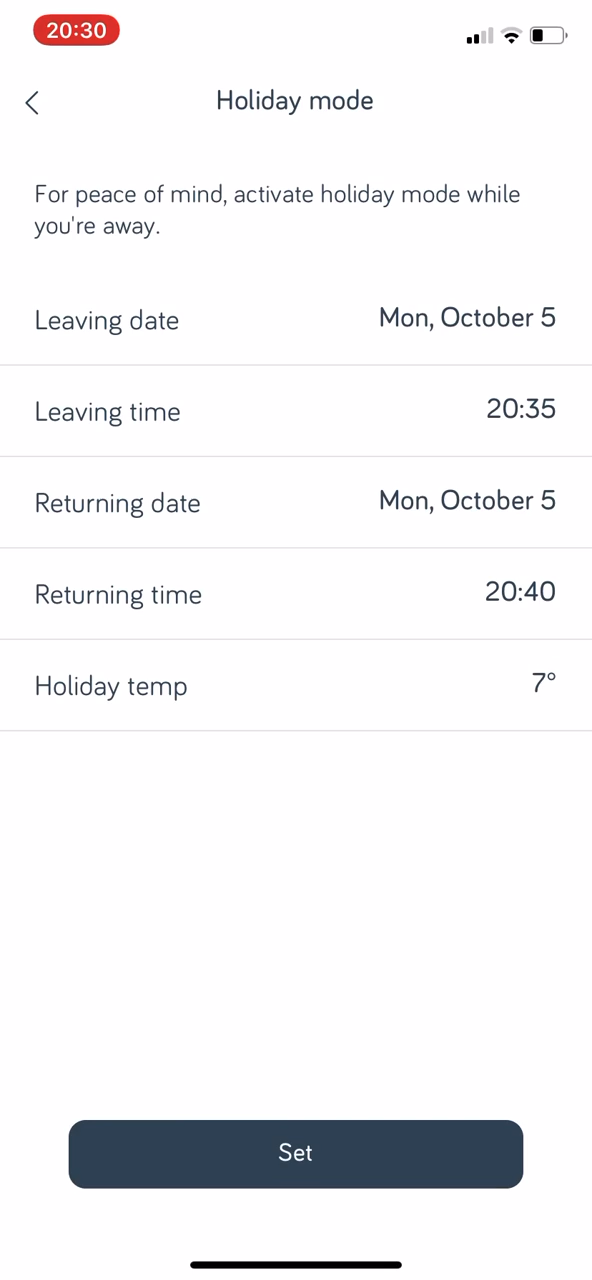 20:30
Holiday mode
For peace of mind, activate holiday mode while
you're away.
Leaving date Mon, October 5
Leaving time 20:35
Returning date Mon, October 5
Returning time 20:40
Holiday temp 7°
Set